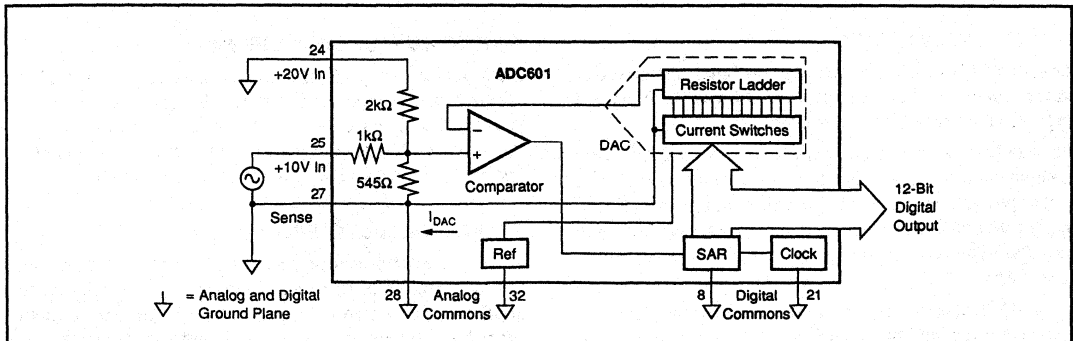 24
+20V In
ADC601
2kΩ
Resistor Ladder
Current Switches
DAC
25
1kΩ
+10V In
–
+
Comparator
545Ω
27
Sense
I DAC
12-Bit
Digital
Output
Ref
SAR
Clock
28 Analog 32
Commons
8 Digital 21
Commons
= Analog and Digital
Ground Plane